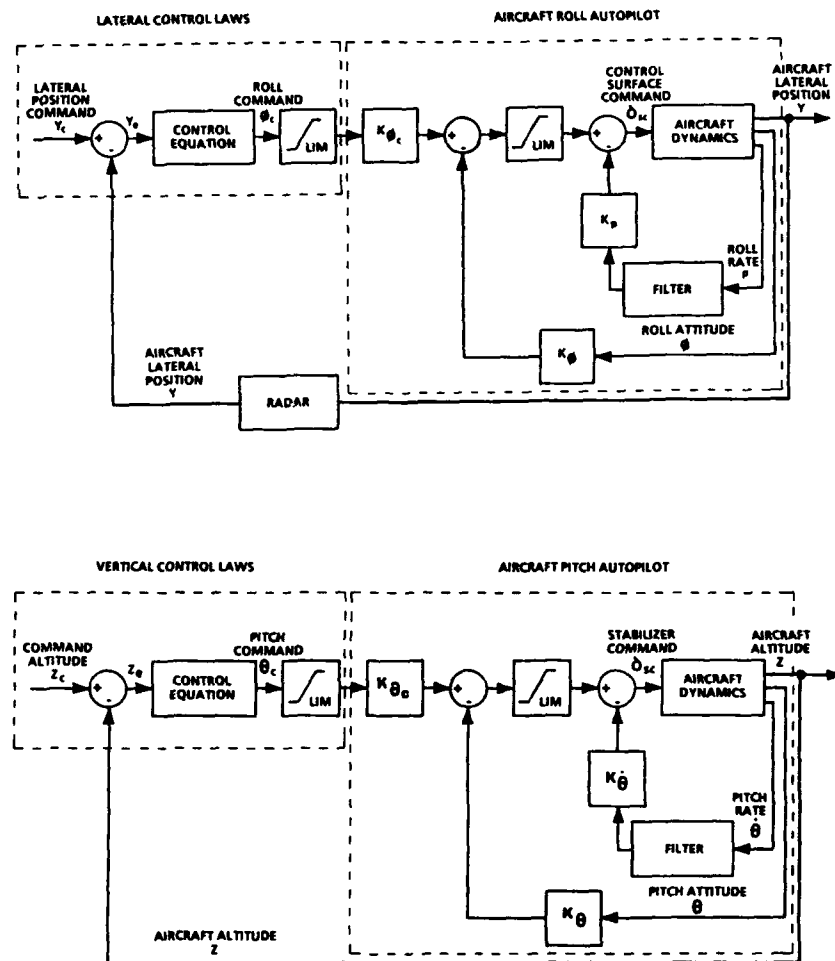 LATERAL CONTROL LAWS
AIRCRAFT ROLL AUTOPILOT
LATERAL
POSITION
COMMAND
Yc
+
-
Ye
CONTROL
EQUATION
ROLL
COMMAND
ϕc
LIM
Kϕc
+
-
LIM
+
-
CONTROL
SURFACE
COMMAND
δsc
AIRCRAFT
DYNAMICS
AIRCRAFT
LATERAL
POSITION
Y
Kp
FILTER
ROLL
RATE
P
Kϕ
ROLL ATTITUDE
ϕ
AIRCRAFT
LATERAL
POSITION
Y
RADAR
VERTICAL CONTROL LAWS
AIRCRAFT PITCH AUTOPILOT
COMMAND
ALTITUDE
Zc
+
-
Ze
CONTROL
EQUATION
PITCH
COMMAND
θc
LIM
Kθc
+
-
LIM
+
-
STABILIZER
COMMAND
δsc
AIRCRAFT
DYNAMICS
AIRCRAFT
ALTITUDE
Z
Kθ̇
FILTER
PITCH
RATE
θ̇
Kθ
PITCH ATTITUDE
θ
AIRCRAFT ALTITUDE
Z